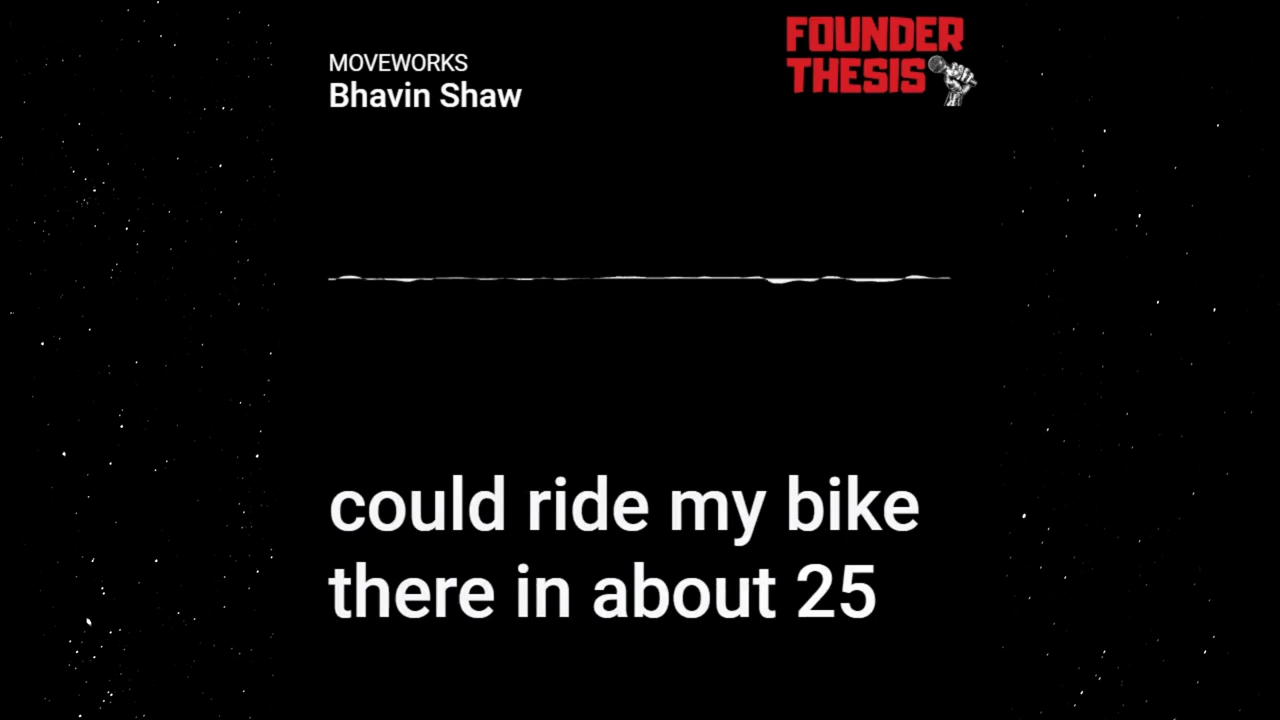 MOVEWORKS
Bhavin Shaw
FOUNDER
THESIS
could ride my bike
there in about 25